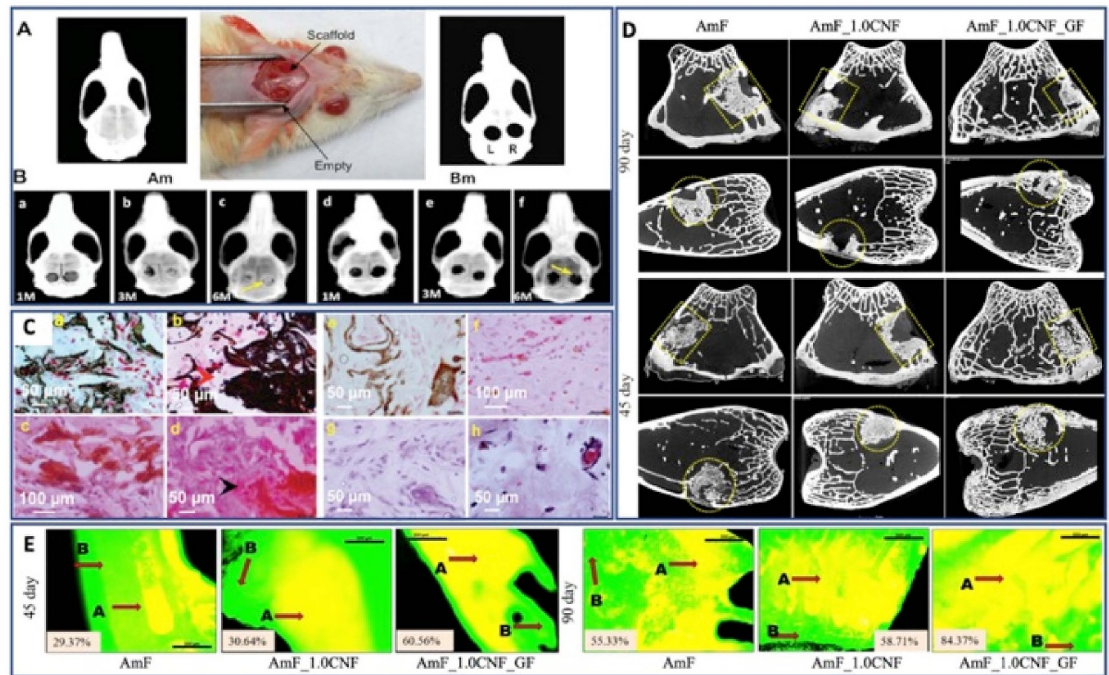 A
Scaffold
Empty
L R
B
Am
Bm
a
b
c
d
e
f
1M
3M
6M
1M
3M
6M
C
a
b
e
f
50 µm
50 µm
50 µm
100 µm
c
d
g
h
100 µm
50 µm
50 µm
50 µm
D
AmF
AmF_1.0CNF
AmF_1.0CNF_GF
90 day
45 day
E
45 day
B
A
29.37%
AmF
B
A
30.64%
AmF_1.0CNF
A
B
60.56%
AmF_1.0CNF_GF
90 day
A
B
55.33%
AmF
A
B
58.71%
AmF_1.0CNF
A
B
84.37%
AmF_1.0CNF_GF